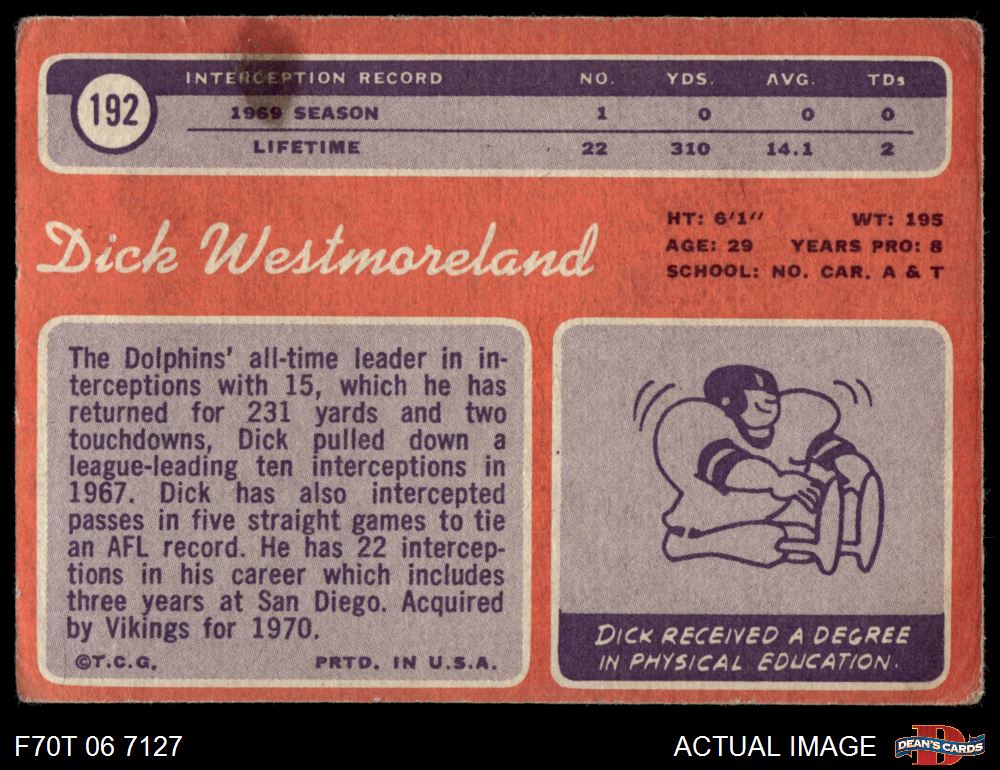 192
INTERCEPTION RECORD NO. YDS. AVG. TDs
1969 SEASON 1 0 0 0
LIFETIME 22 310 14.1 2
Dick Westmoreland
HT: 6'1" WT: 195
AGE: 29 YEARS PRO: 8
SCHOOL: NO. CAR. A & T
The Dolphins' all-time leader in in-
terceptions with 15, which he has
returned for 231 yards and two
touchdowns, Dick pulled down a
league-leading ten interceptions in
1967. Dick has also intercepted
passes in five straight games to tie
an AFL record. He has 22 intercep-
tions in his career which includes
three years at San Diego. Acquired
by Vikings for 1970.
©T.C.G. PRTD. IN U.S.A.
DICK RECEIVED A DEGREE
IN PHYSICAL EDUCATION.
F70T 06 7127
ACTUAL IMAGE
D
DEAN'S CARDS